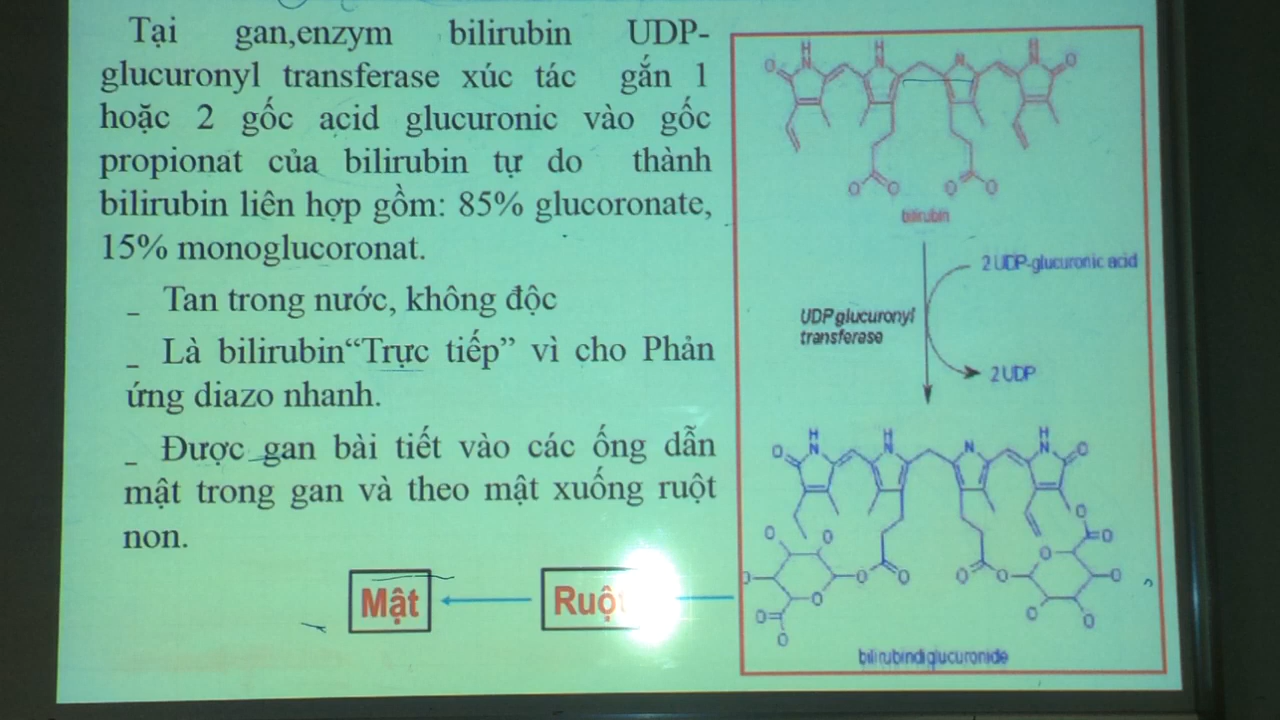 Tại gan,enzym bilirubin UDP-
glucuronyl transferase xúc tác gắn 1
hoặc 2 gốc acid glucuronic vào gốc
propionat của bilirubin tự do thành
bilirubin liên hợp gồm: 85% glucoronate,
15% monoglucoronat.
_ Tan trong nước, không độc
_ Là bilirubin“Trực tiếp” vì cho Phản
ứng diazo nhanh.
_ Được gan bài tiết vào các ống dẫn
mật trong gan và theo mật xuống ruột
non.
Mật
Ruột
bilirubin
2 UDP-glucuronic acid
UDP glucuronyl
transferase
2 UDP
bilirubindiglucuronide